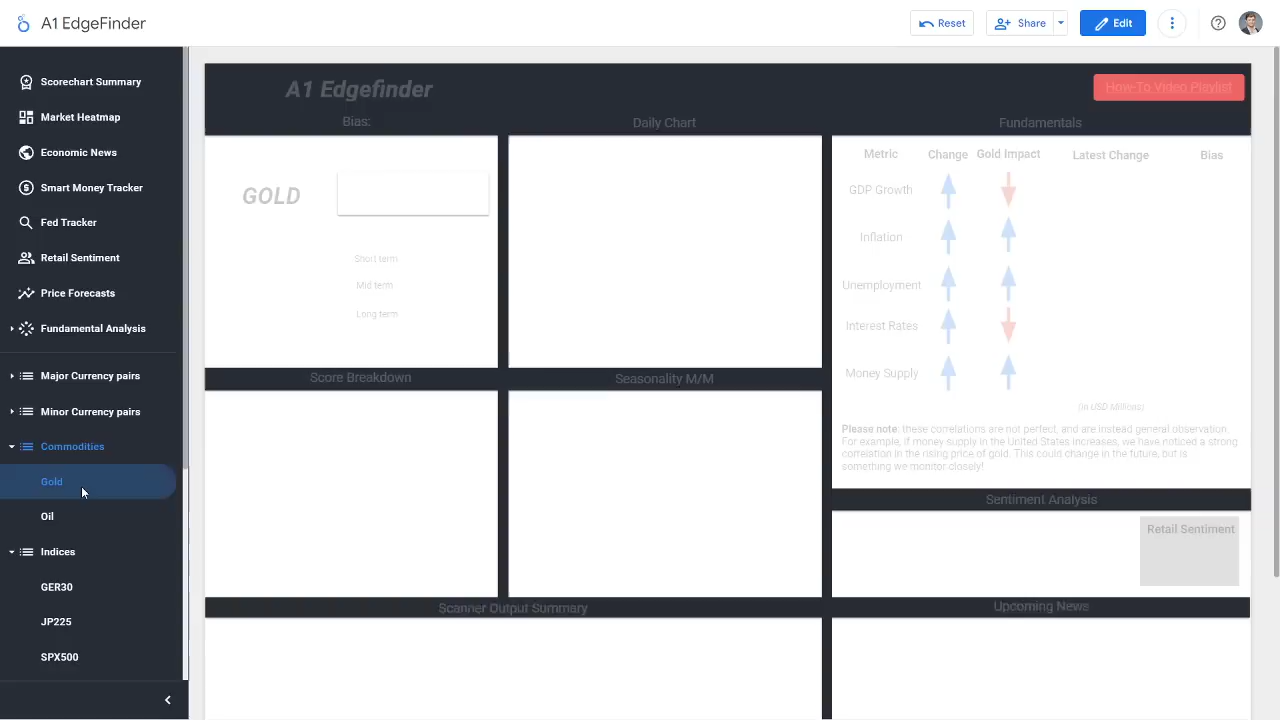 A1 EdgeFinder
Reset
Share
Edit
Scorechart Summary
Market Heatmap
Economic News
Smart Money Tracker
Fed Tracker
Retail Sentiment
Price Forecasts
Fundamental Analysis
Major Currency pairs
Minor Currency pairs
Commodities
Gold
Oil
Indices
GER30
JP225
SPX500
A1 Edgefinder
How-To Video Playlist
Bias:
Daily Chart
Fundamentals
GOLD
Short term
Mid term
Long term
Metric Change Gold Impact Latest Change Bias
GDP Growth
Inflation
Unemployment
Interest Rates
Money Supply
(in USD Millions)
Please note: these correlations are not perfect, and are instead general observation.
For example, if money supply in the United States increases, we have noticed a strong
correlation in the rising price of gold. This could change in the future, but is
something we monitor closely!
Score Breakdown
Seasonality M/M
Sentiment Analysis
Retail Sentiment
Scanner Output Summary
Upcoming News